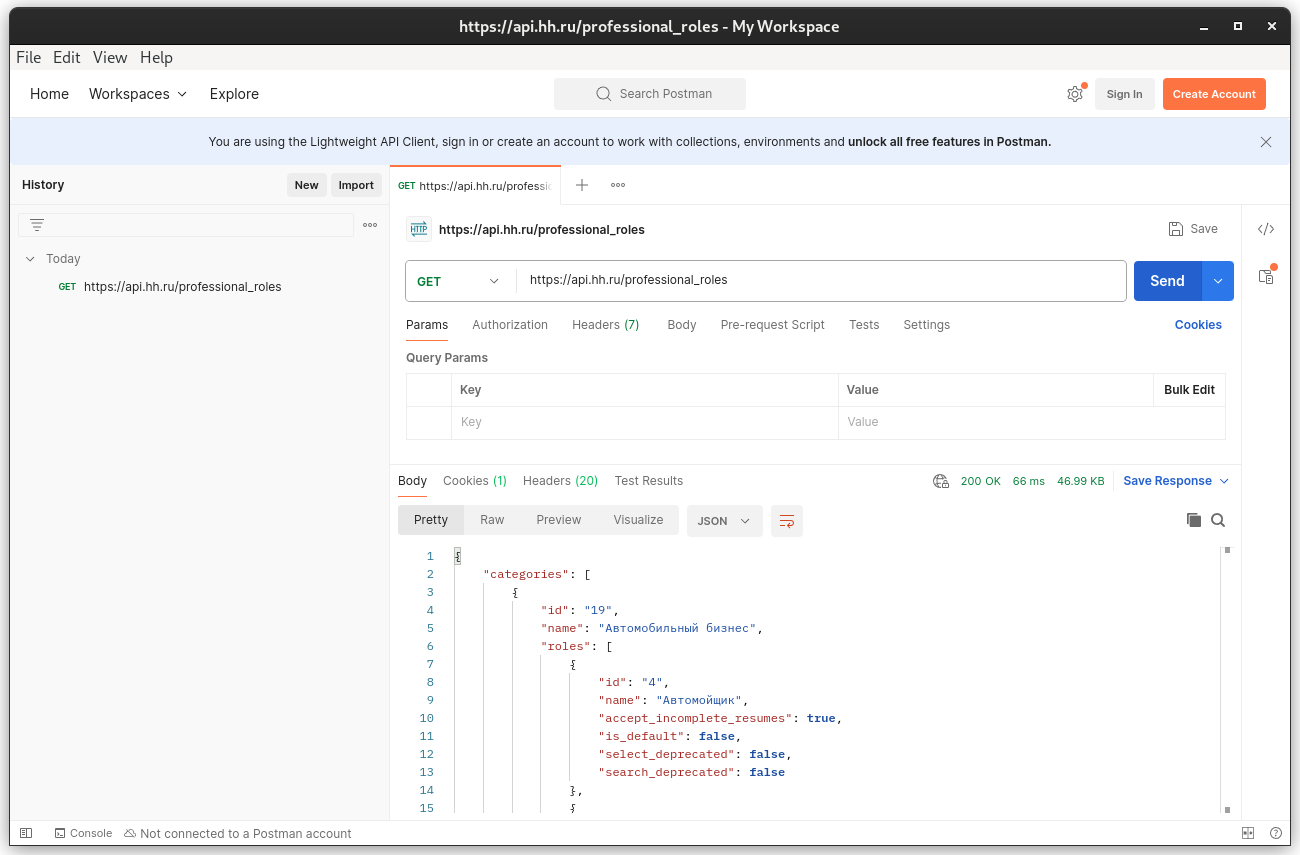 https://api.hh.ru/professional_roles - My Workspace
File Edit View Help
Home Workspaces Explore Search Postman Sign In Create Account
You are using the Lightweight API Client, sign in or create an account to work with collections, environments and unlock all free features in Postman.
History New Import
GET https://api.hh.ru/professi
Today
GET https://api.hh.ru/professional_roles
HTTP https://api.hh.ru/professional_roles Save
GET https://api.hh.ru/professional_roles Send
Params Authorization Headers (7) Body Pre-request Script Tests Settings Cookies
Query Params
Key Value Bulk Edit
Key Value
Body Cookies (1) Headers (20) Test Results 200 OK 66 ms 46.99 KB Save Response
Pretty Raw Preview Visualize JSON
1 {
2 "categories": [
3 {
4 "id": "19",
5 "name": "Автомобильный бизнес",
6 "roles": [
7 {
8 "id": "4",
9 "name": "Автомойщик",
10 "accept_incomplete_resumes": true,
11 "is_default": false,
12 "select_deprecated": false,
13 "search_deprecated": false
14 },
15 {
Console Not connected to a Postman account